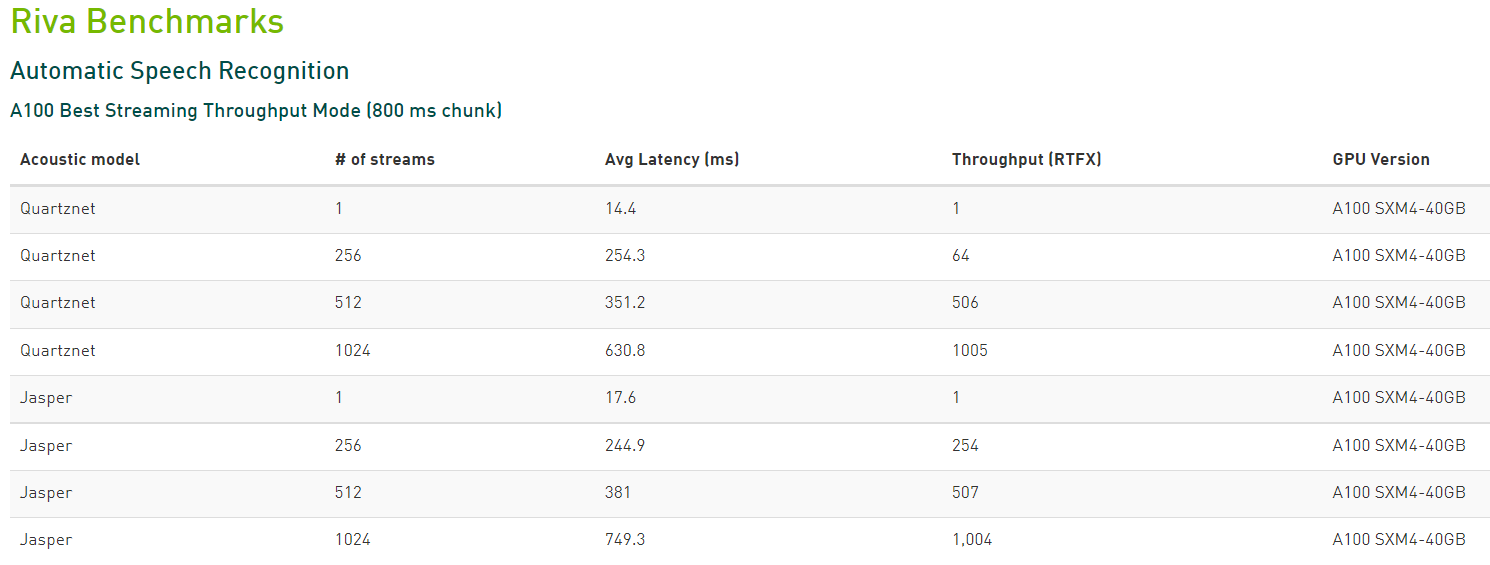 Riva Benchmarks
Automatic Speech Recognition
A100 Best Streaming Throughput Mode (800 ms chunk)
Acoustic model # of streams Avg Latency (ms) Throughput (RTFX) GPU Version
Quartznet 1 14.4 1 A100 SXM4-40GB
Quartznet 256 254.3 64 A100 SXM4-40GB
Quartznet 512 351.2 506 A100 SXM4-40GB
Quartznet 1024 630.8 1005 A100 SXM4-40GB
Jasper 1 17.6 1 A100 SXM4-40GB
Jasper 256 244.9 254 A100 SXM4-40GB
Jasper 512 381 507 A100 SXM4-40GB
Jasper 1024 749.3 1,004 A100 SXM4-40GB